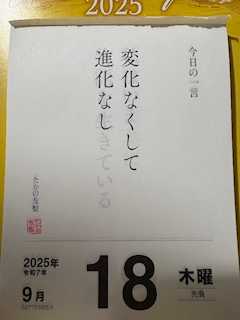 2025
今日の一言
変化なくして
進化なし
生きている
たかの友梨
2025年
令和7年
9月
SEPTEMBER
18
木曜
先負